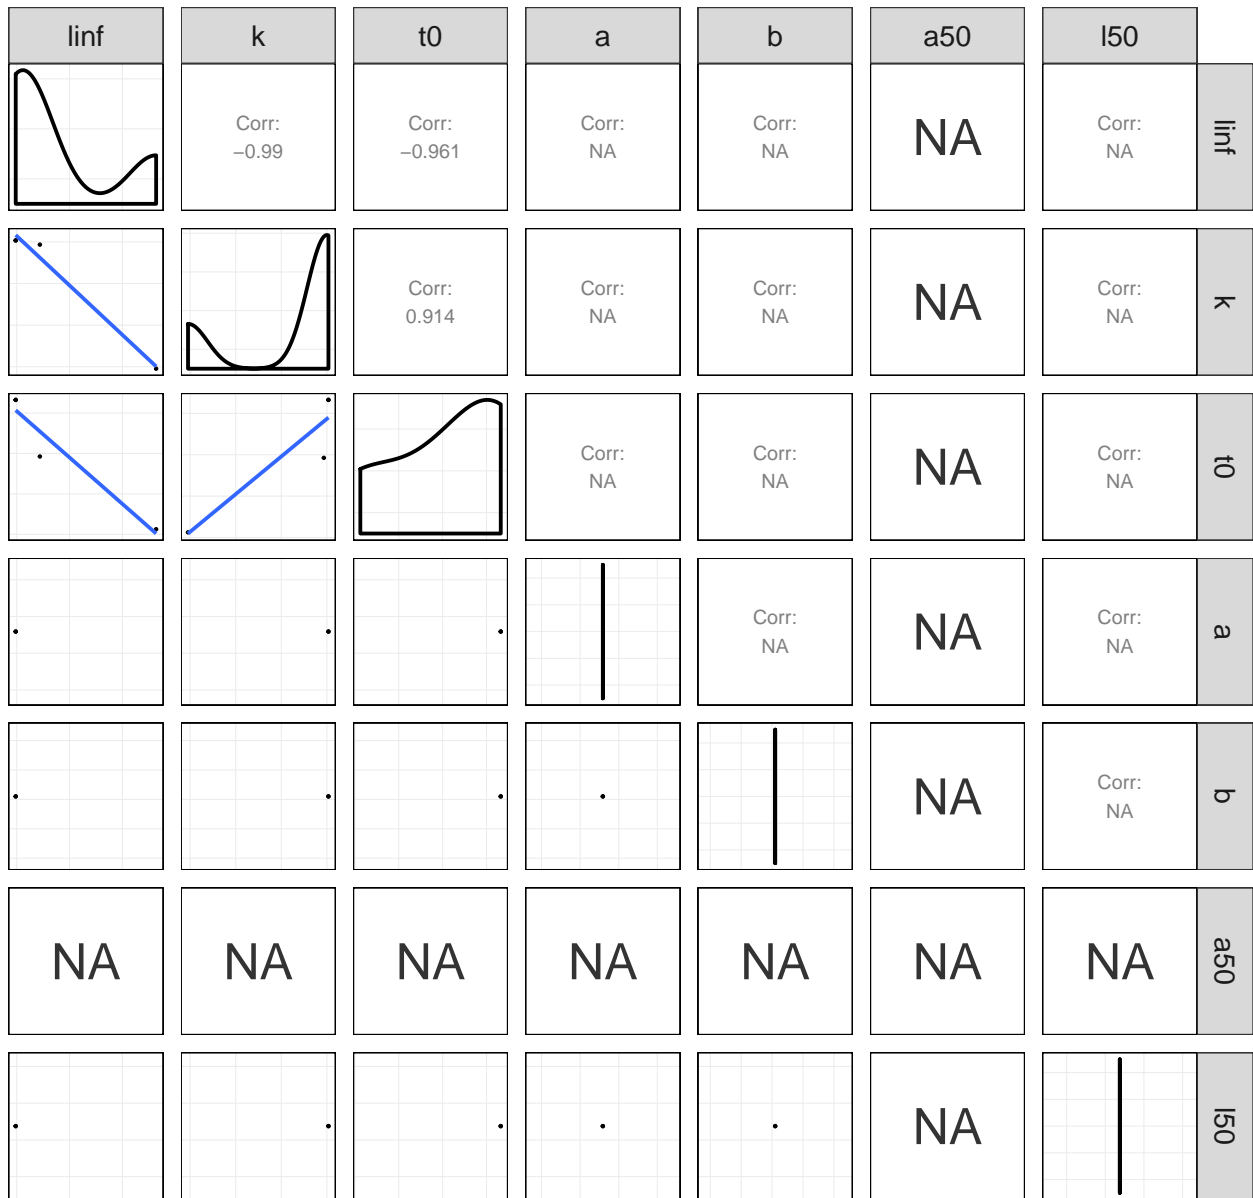 linf k t0 a b a50 l50
Corr: Corr: Corr: Corr: NA Corr:
−0.99 −0.961 NA NA NA
linf
Corr: Corr: Corr: NA Corr:
0.914 NA NA NA
k
Corr: Corr: NA Corr:
NA NA NA
t0
Corr: NA Corr:
NA NA
a
NA Corr:
NA
b
NA NA NA NA NA NA NA
a50
NA
l50